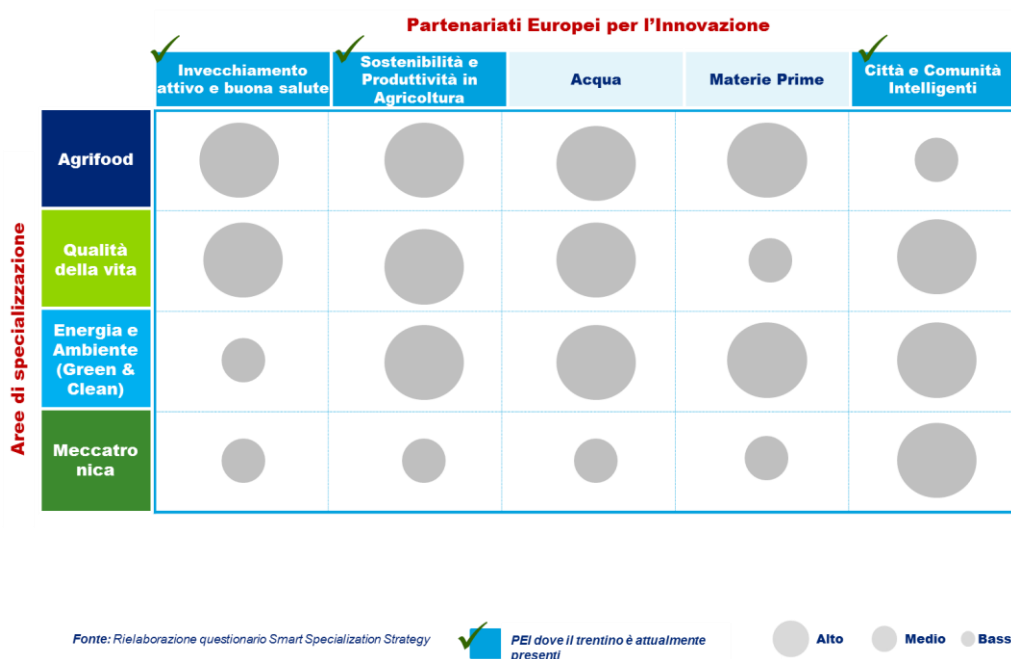 Partenariati Europei per l'Innovazione
Invecchiamento
attivo e buona salute
Sostenibilità e
Produttività in
Agricoltura
Acqua
Materie Prime
Città e Comunità
Intelligenti
Aree di specializzazione
Agrifood
Qualità
della vita
Energia e
Ambiente
(Green &
Clean)
Meccatro
nica
Fonte: Rielaborazione questionario Smart Specialization Strategy
PEI dove il trentino è attualmente
presenti
Alto
Medio
Bass